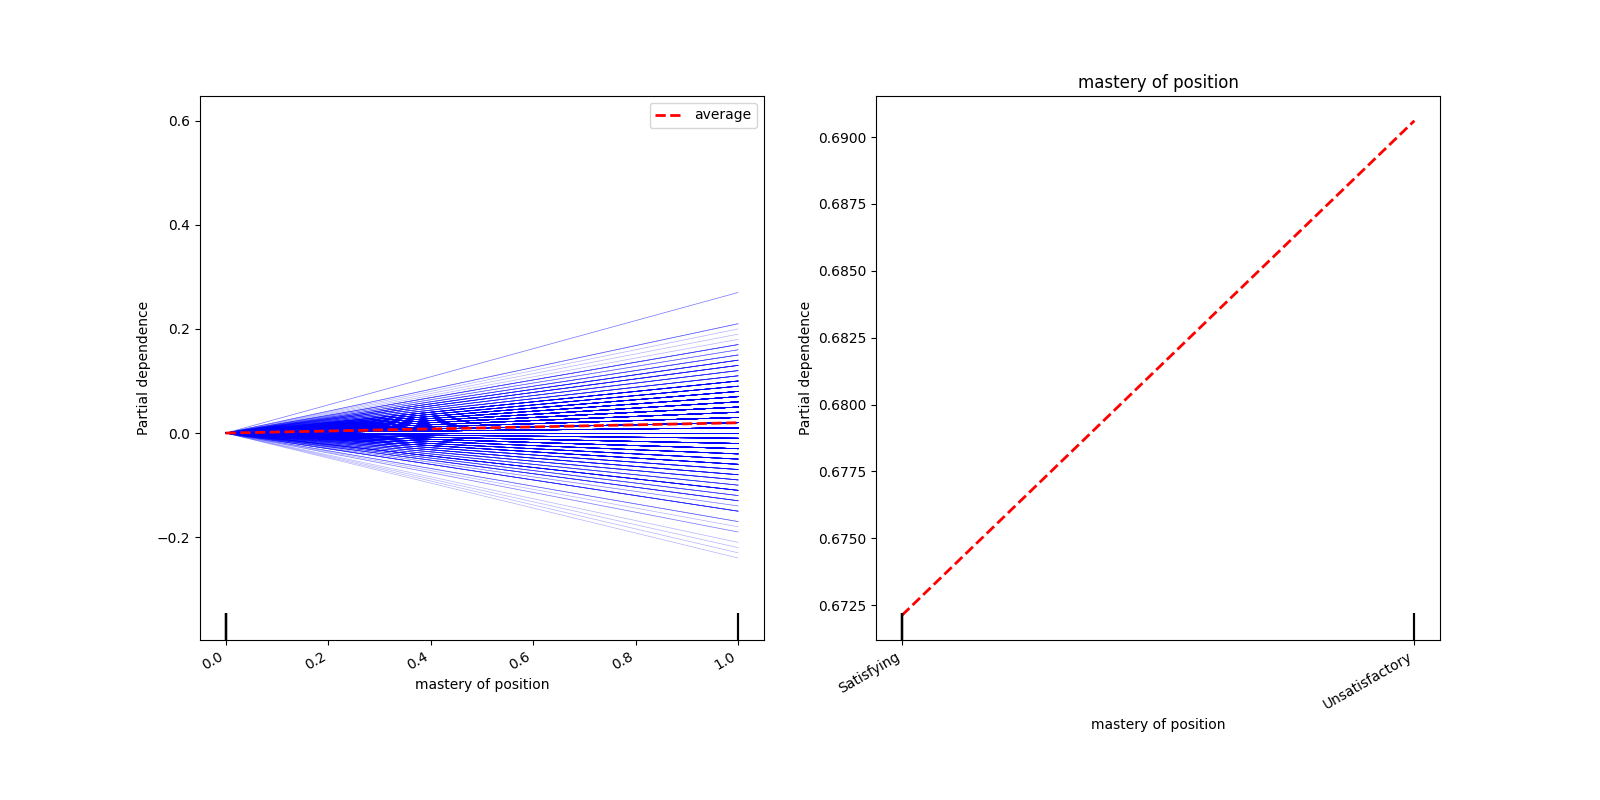 average
Partial dependence
0.6
0.4
0.2
0.0
−0.2
0.0
0.2
0.4
0.6
0.8
1.0
mastery of position
mastery of position
Partial dependence
0.6900
0.6875
0.6850
0.6825
0.6800
0.6775
0.6750
0.6725
Satisfying
Unsatisfactory
mastery of position